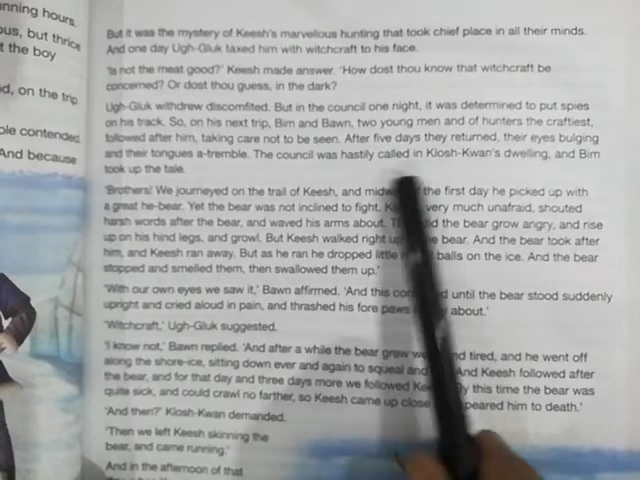 nning hours.
ous, but thrice
t the boy
d, on the trip
ple contended
And because
But it was the mystery of Keesh's marvellous hunting that took chief place in all their minds.
And one day Ugh-Gluk taxed him with witchcraft to his face.
'Is not the meat good?' Keesh made answer. 'How dost thou know that witchcraft be
concerned? Or dost thou guess, in the dark?
Ugh-Gluk withdrew discomfited. But in the council one night, it was determined to put spies
on his track. So, on his next trip, Bim and Bawn, two young men and of hunters the craftiest,
followed after him, taking care not to be seen. After five days they returned, their eyes bulging
and their tongues a-tremble. The council was hastily called in Klosh-Kwan's dwelling, and Bim
took up the tale.
'Brothers! We journeyed on the trail of Keesh, and midw the first day he picked up with
a great he-bear. Yet the bear was not inclined to fight. K very much unafraid, shouted
harsh words after the bear, and waved his arms about. T d the bear grow angry, and rise
up on his hind legs, and growl. But Keesh walked right u e bear. And the bear took after
him, and Keesh ran away. But as he ran he dropped little balls on the ice. And the bear
stopped and smelled them, then swallowed them up.'
'With our own eyes we saw it,' Bawn affirmed. 'And this con d until the bear stood suddenly
upright and cried aloud in pain, and thrashed his fore paws about.'
'Witchcraft,' Ugh-Gluk suggested.
'I know not,' Bawn replied. 'And after a while the bear grew we nd tired, and he went off
along the shore-ice, sitting down ever and again to squeal and And Keesh followed after
the bear, and for that day and three days more we followed Kee y this time the bear was
quite sick, and could crawl no farther, so Keesh came up close peared him to death.'
'And then?' Klosh-Kwan demanded.
'Then we left Keesh skinning the
bear, and came running.'
And in the afternoon of that